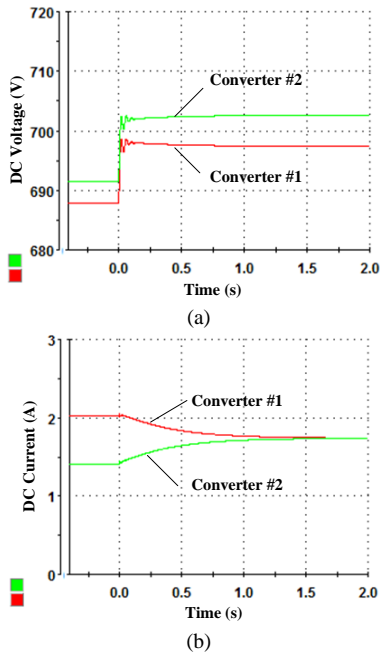 720
710
700
690
680
DC Voltage (V)
Converter #2
Converter #1
0.0 0.5 1.0 1.5 2.0
Time (s)
(a)
3
2
1
0
DC Current (A)
Converter #1
Converter #2
0.0 0.5 1.0 1.5 2.0
Time (s)
(b)